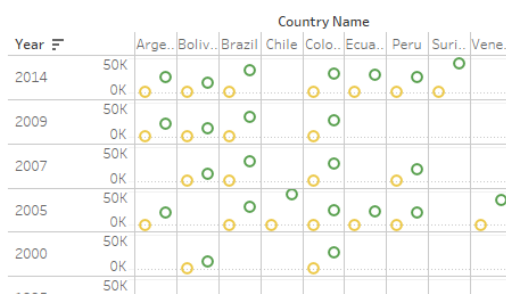 Country Name
Year Arge.. Boliv.. Brazil Chile Colo.. Ecua.. Peru Suri.. Vene.
50K
2014
0K
50K
2009
0K
50K
2007
0K
50K
2005
0K
50K
2000
0K
50K